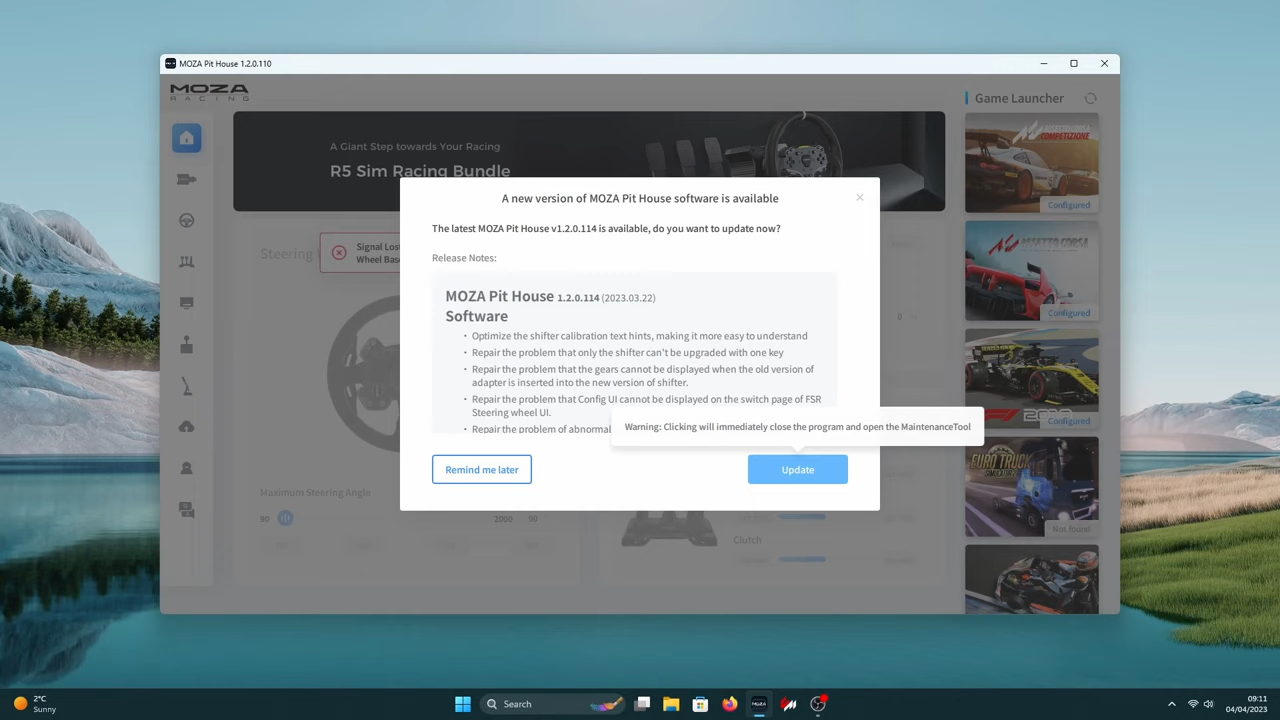 MOZA Pit House 1.2.0.110
MOZA
RACING
Game Launcher
A Giant Step towards Your Racing
R5 Sim Racing Bundle
COMPETIZIONE
Configured
A new version of MOZA Pit House software is available
The latest MOZA Pit House v1.2.0.114 is available, do you want to update now?
Release Notes:
Steering
Signal Lost
Wheel Base
MOZA Pit House 1.2.0.114 (2023.03.22)
Software
• Optimize the shifter calibration text hints, making it more easy to understand
• Repair the problem that only the shifter can't be upgraded with one key
• Repair the problem that the gears cannot be displayed when the old version of
adapter is inserted into the new version of shifter.
• Repair the problem that Config UI cannot be displayed on the switch page of FSR
Steering wheel UI.
• Repair the problem of abnormal
Warning: Clicking will immediately close the program and open the MaintenanceTool
Remind me later
Update
ASSETTO CORSA
Configured
Configured
EURO TRUCK
Not found
Maximum Steering Angle
90
2000
90
Clutch
2°C
Sunny
Search
MOZA
09:11
04/04/2023